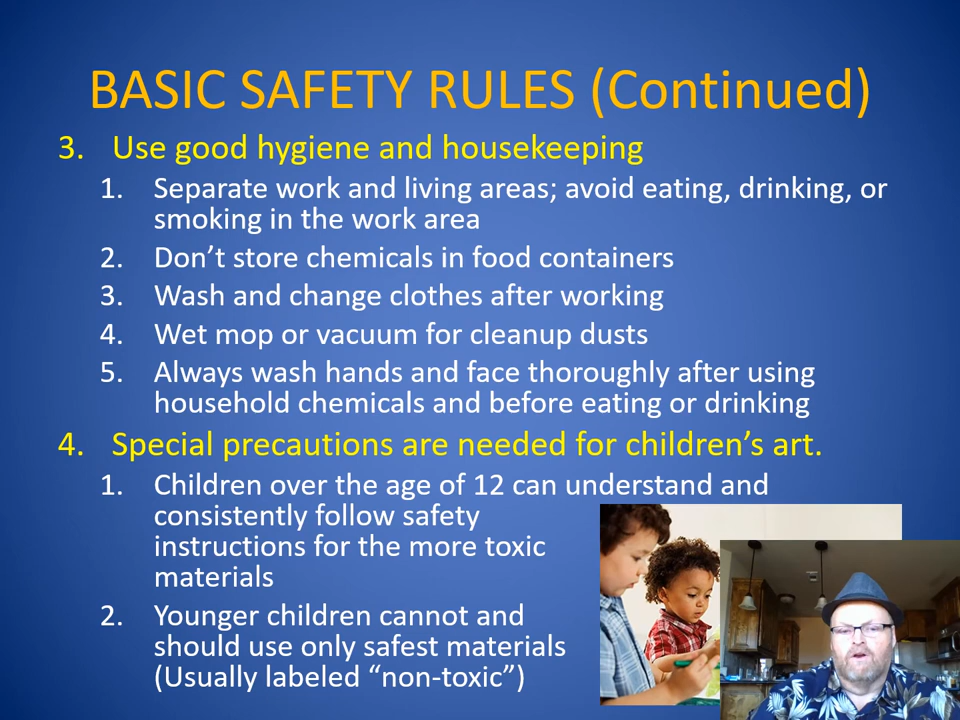 BASIC SAFETY RULES (Continued)
3. Use good hygiene and housekeeping
1. Separate work and living areas; avoid eating, drinking, or
smoking in the work area
2. Don’t store chemicals in food containers
3. Wash and change clothes after working
4. Wet mop or vacuum for cleanup dusts
5. Always wash hands and face thoroughly after using
household chemicals and before eating or drinking
4. Special precautions are needed for children’s art.
1. Children over the age of 12 can understand and
consistently follow safety
instructions for the more toxic
materials
2. Younger children cannot and
should use only safest materials
(Usually labeled “non-toxic”)